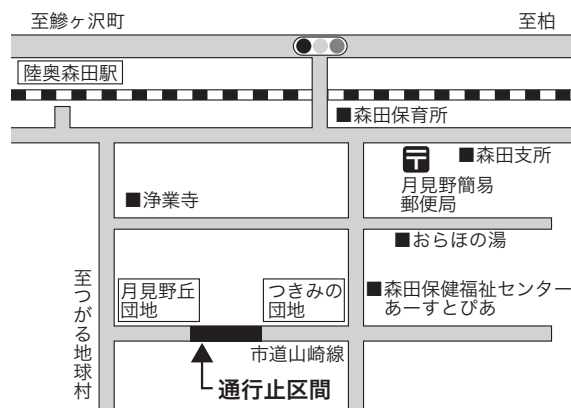 至鰺ヶ沢町
至柏
陸奥森田駅
■森田保育所
〒
■森田支所
月見野簡易
郵便局
■浄業寺
■おらほの湯
至つがる地球村
月見野丘
団地
つきみの
団地
■森田保健福祉センター
あーすとぴあ
市道山崎線
通行止区間